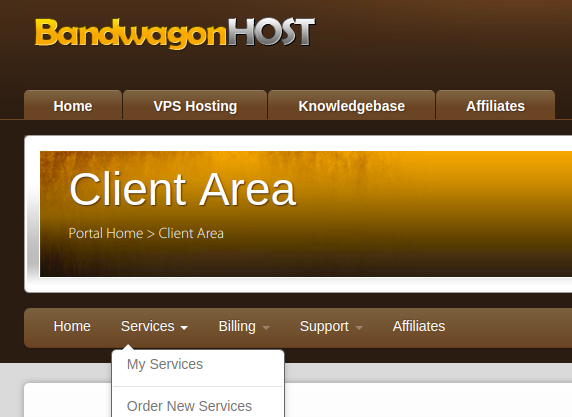 BandwagonHOST
Home VPS Hosting Knowledgebase Affiliates
Client Area
Portal Home > Client Area
Home Services Billing Support Affiliates
My Services
Order New Services